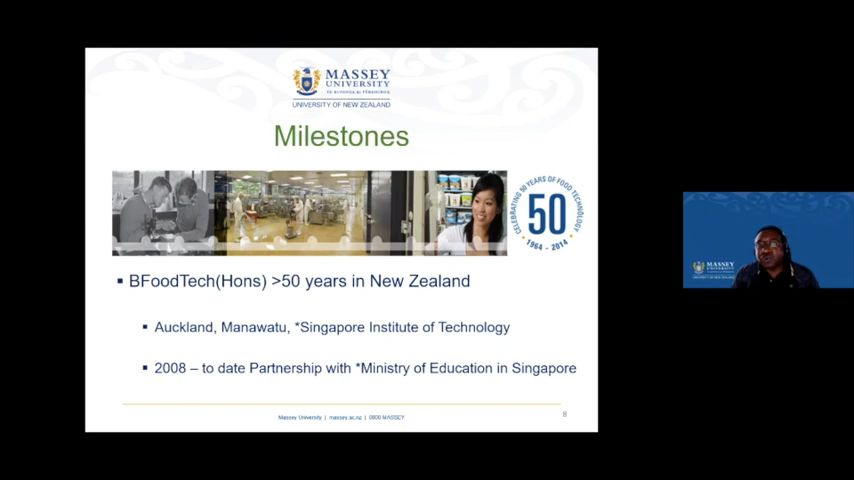 MASSEY
UNIVERSITY
TE KUNENGA KI PŪREHUROA
UNIVERSITY OF NEW ZEALAND
Milestones
CELEBRATING 50 YEARS OF FOOD TECHNOLOGY
50
1964 - 2014
▪ BFoodTech(Hons) >50 years in New Zealand
▪ Auckland, Manawatu, *Singapore Institute of Technology
▪ 2008 – to date Partnership with *Ministry of Education in Singapore
Massey University | massey.ac.nz | 0800 MASSEY
8
MASSEY
UNIVERSITY